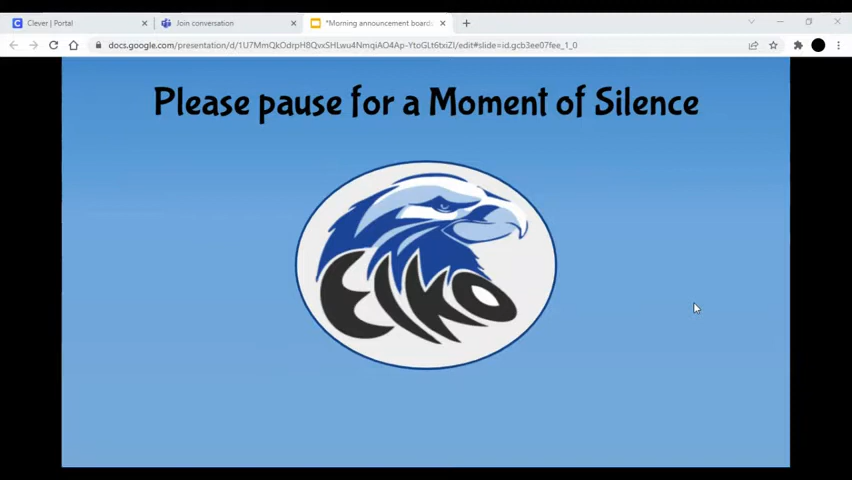 Clever | Portal
Join conversation
*Morning announcement boards
docs.google.com/presentation/d/1U7MmQkOdrpH8QvxSHLwu4NmqiAO4Ap-YtoGLt6txiZI/edit#slide=id.gcb3ee07fee_1_0
Please pause for a Moment of Silence
Elko